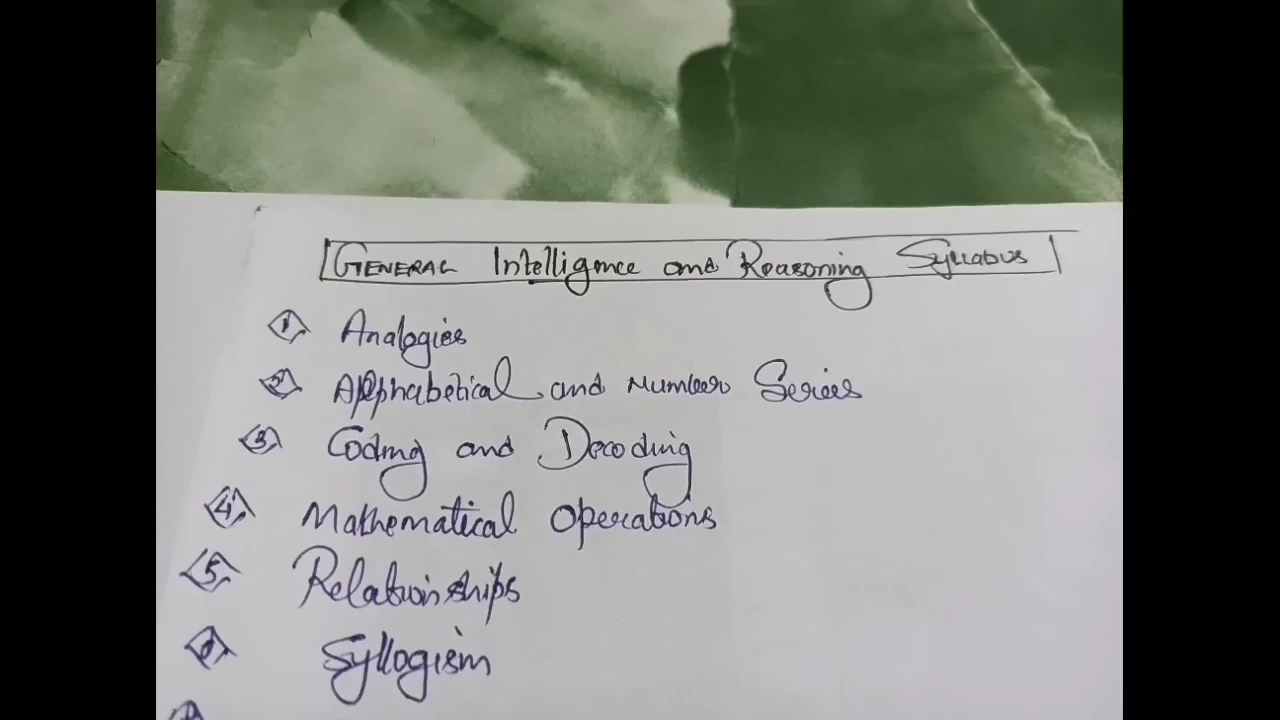 General Intelligence and Reasoning Syllabus
1 Analogies
2 Alphabetical and Number Series
3 Coding and Decoding
4 Mathematical Operations
5 Relationships
6 Syllogism